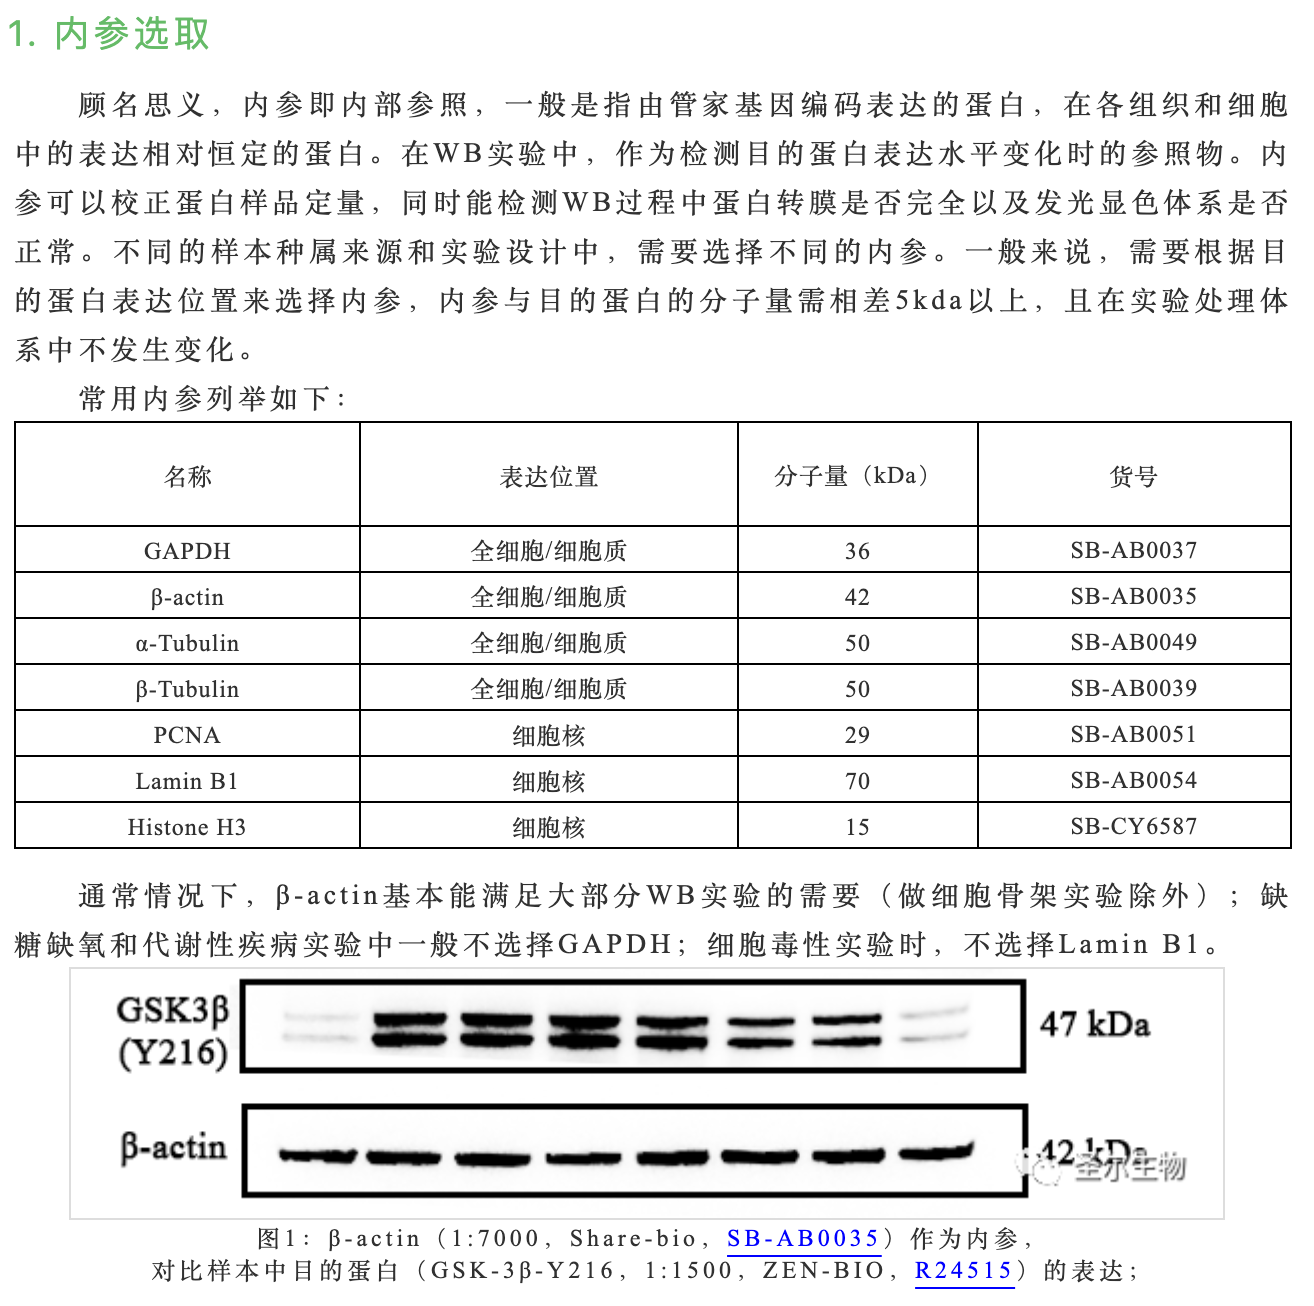 1. 内参选取
顾名思义，内参即内部参照，一般是指由管家基因编码表达的蛋白，在各组织和细胞
中的表达相对恒定的蛋白。在WB实验中，作为检测目的蛋白表达水平变化时的参照物。内
参可以校正蛋白样品定量，同时能检测WB过程中蛋白转膜是否完全以及发光显色体系是否
正常。不同的样本种属来源和实验设计中，需要选择不同的内参。一般来说，需要根据目
的蛋白表达位置来选择内参，内参与目的蛋白的分子量需相差5kda以上，且在实验处理体
系中不发生变化。
常用内参列举如下：
名称 表达位置 分子量（kDa） 货号
GAPDH 全细胞/细胞质 36 SB-AB0037
β-actin 全细胞/细胞质 42 SB-AB0035
α-Tubulin 全细胞/细胞质 50 SB-AB0049
β-Tubulin 全细胞/细胞质 50 SB-AB0039
PCNA 细胞核 29 SB-AB0051
Lamin B1 细胞核 70 SB-AB0054
Histone H3 细胞核 15 SB-CY6587
通常情况下，β-actin基本能满足大部分WB实验的需要（做细胞骨架实验除外）；缺
糖缺氧和代谢性疾病实验中一般不选择GAPDH；细胞毒性实验时，不选择Lamin B1。
GSK3β
(Y216)
47 kDa
β-actin
42 kDa
圣尔生物
图1：β-actin（1:7000，Share-bio，SB-AB0035）作为内参，
对比样本中目的蛋白（GSK-3β-Y216，1:1500，ZEN-BIO，R24515）的表达；